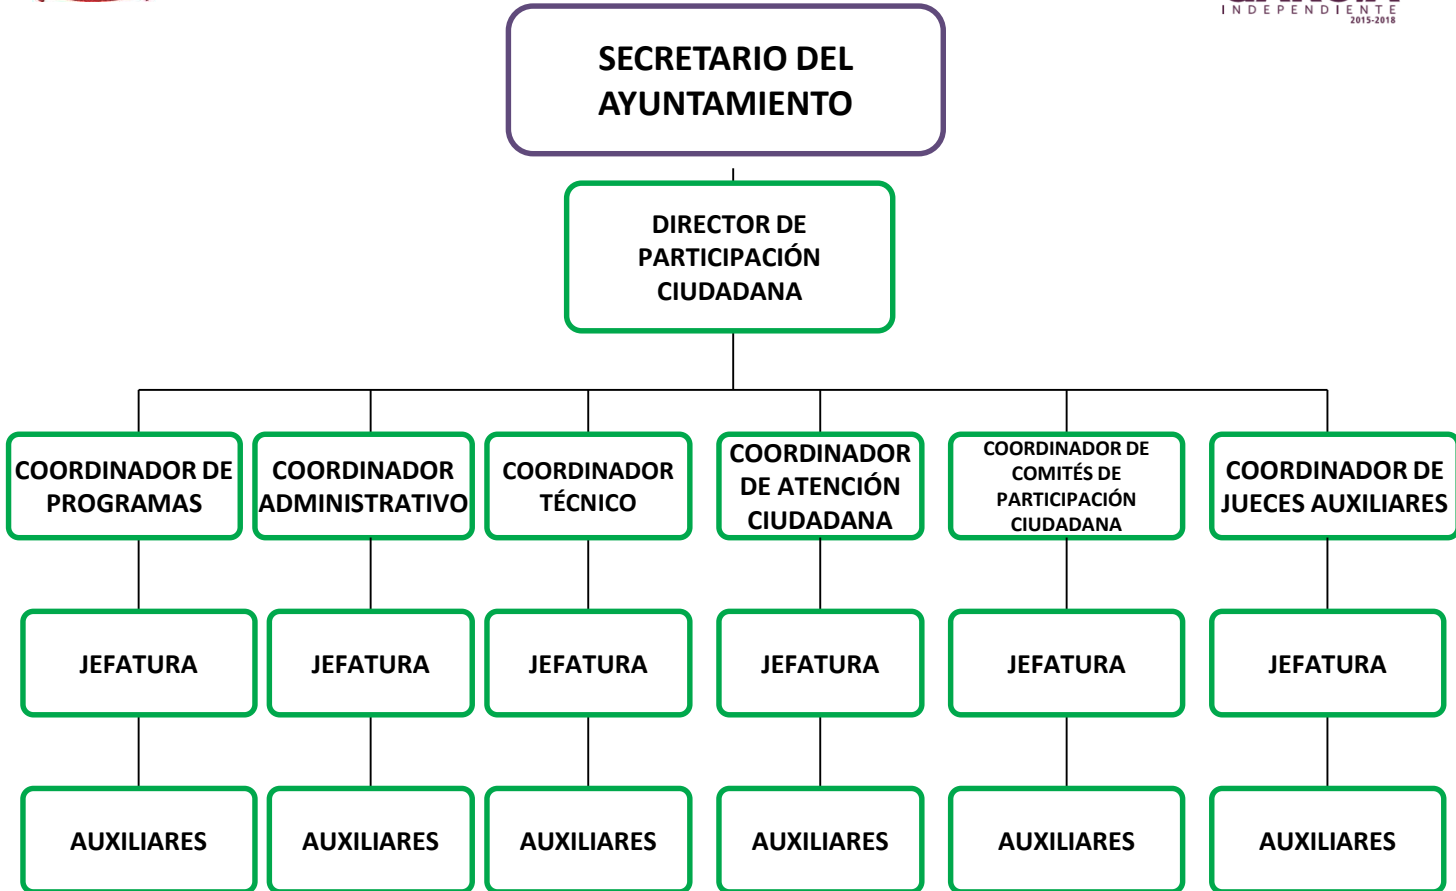 INDEPENDIENTE
2015-2018
SECRETARIO DEL
AYUNTAMIENTO
DIRECTOR DE
PARTICIPACIÓN
CIUDADANA
COORDINADOR DE
PROGRAMAS
COORDINADOR
ADMINISTRATIVO
COORDINADOR
TÉCNICO
COORDINADOR
DE ATENCIÓN
CIUDADANA
COORDINADOR DE
COMITÉS DE
PARTICIPACIÓN
CIUDADANA
COORDINADOR DE
JUECES AUXILIARES
JEFATURA
JEFATURA
JEFATURA
JEFATURA
JEFATURA
JEFATURA
AUXILIARES
AUXILIARES
AUXILIARES
AUXILIARES
AUXILIARES
AUXILIARES